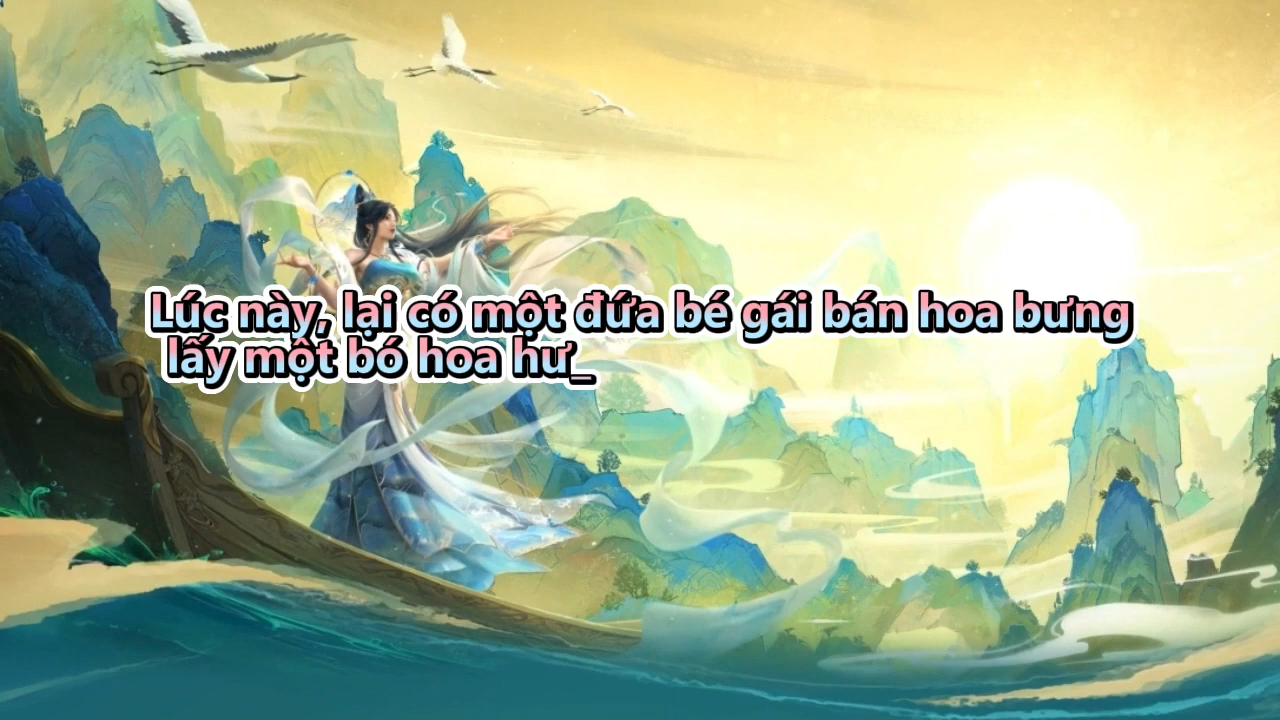 Lúc này, lại có một đứa bé gái bán hoa bưng
lấy một bó hoa hư_